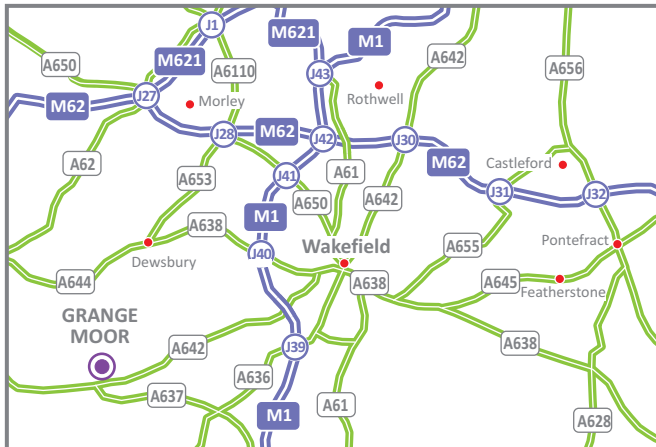 J1
M621
M1
A650
M621
A6110
J43
A642
A656
J27
M62
Morley
Rothwell
J28
M62
J42
J30
A62
M62
Castleford
A653
J41
A61
J31
J32
A650
A642
M1
A638
Wakefield
A655
Pontefract
Dewsbury
J40
A644
A638
A645
Featherstone
GRANGE
MOOR
A642
J39
A638
A636
A637
A61
M1
A628